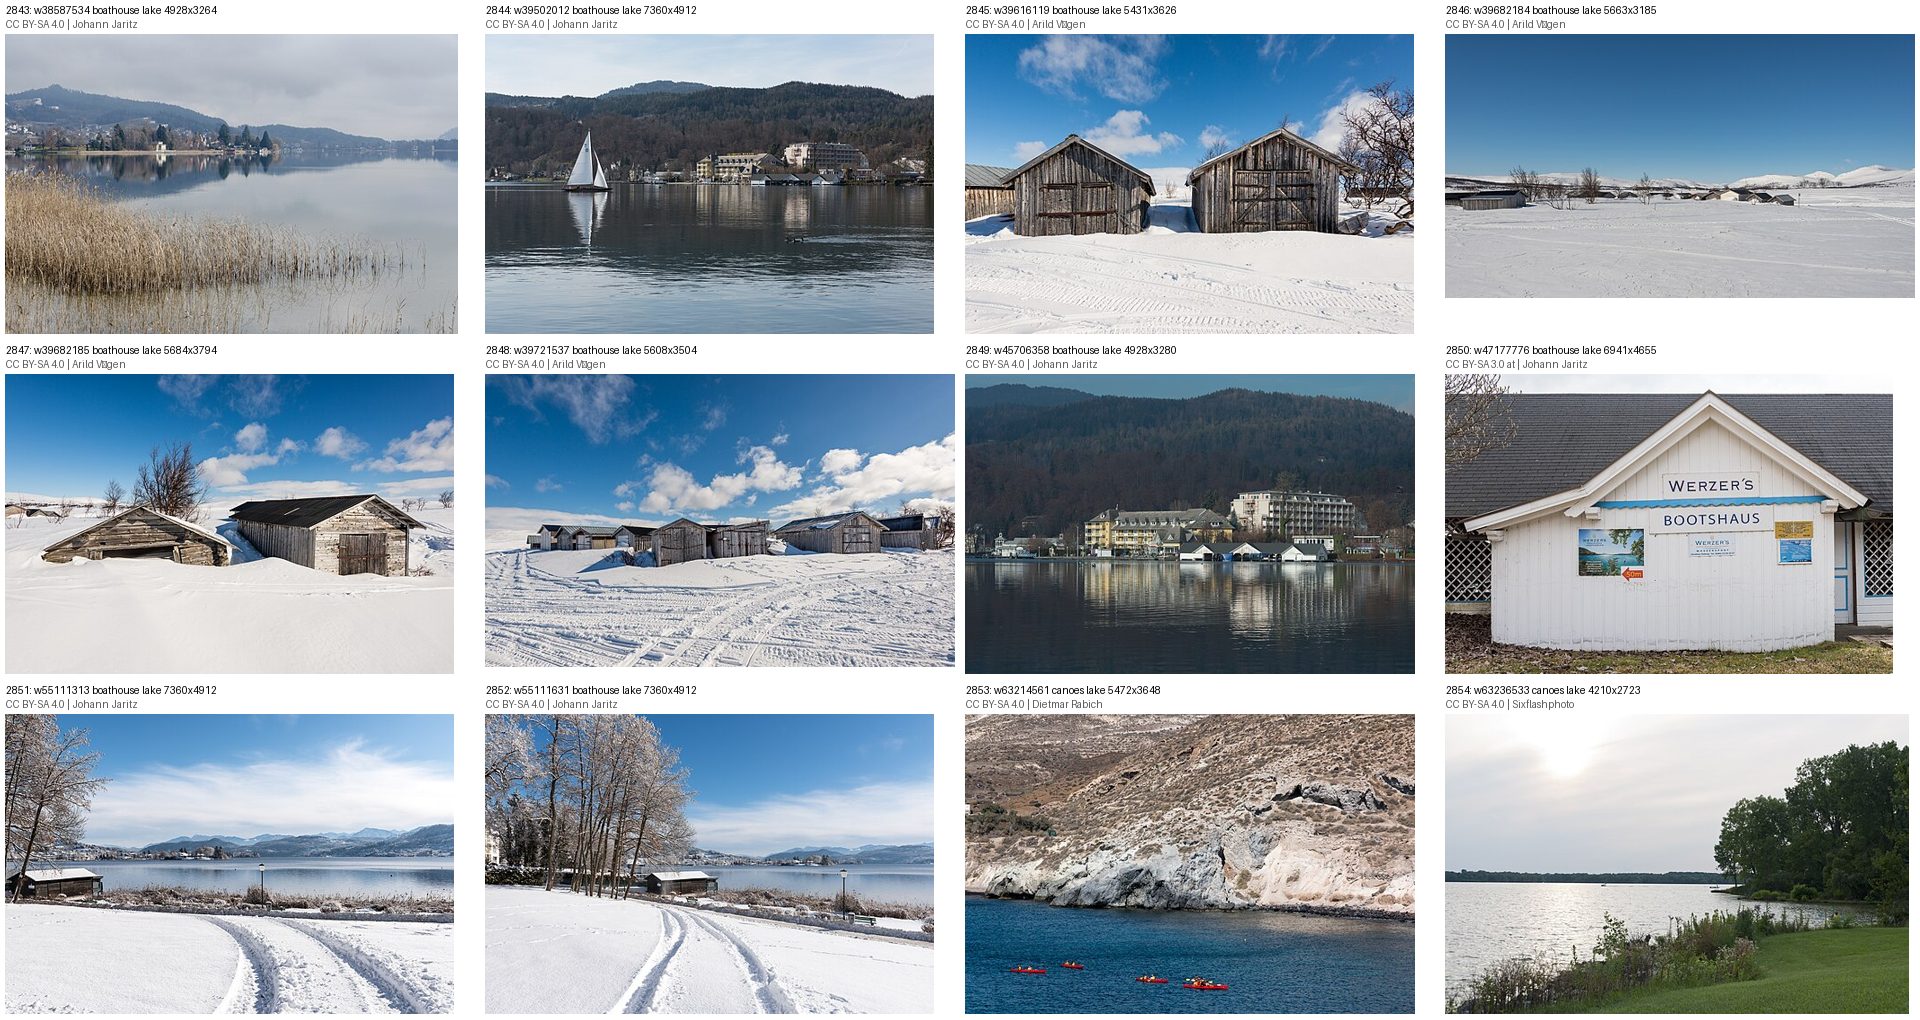 2843: w38587534 boathouse lake 4928x3264
CC BY-SA 4.0 | Johann Jaritz
2844: w39502012 boathouse lake 7360x4912
CC BY-SA 4.0 | Johann Jaritz
2845: w39616119 boathouse lake 5431x3626
CC BY-SA 4.0 | Arild V▯gen
2846: w39682184 boathouse lake 5663x3185
CC BY-SA 4.0 | Arild V▯gen
2847: w39682185 boathouse lake 5684x3794
CC BY-SA 4.0 | Arild V▯gen
2848: w39721537 boathouse lake 5608x3504
CC BY-SA 4.0 | Arild V▯gen
2849: w45706358 boathouse lake 4928x3280
CC BY-SA 4.0 | Johann Jaritz
2850: w47177776 boathouse lake 6941x4655
CC BY-SA 3.0 at | Johann Jaritz
WERZER'S
BOOTSHAUS
WERZER'S
50m
2851: w55111313 boathouse lake 7360x4912
CC BY-SA 4.0 | Johann Jaritz
2852: w55111631 boathouse lake 7360x4912
CC BY-SA 4.0 | Johann Jaritz
2853: w63214561 canoes lake 5472x3648
CC BY-SA 4.0 | Dietmar Rabich
2854: w63236533 canoes lake 4210x2723
CC BY-SA 4.0 | Sixflashphoto